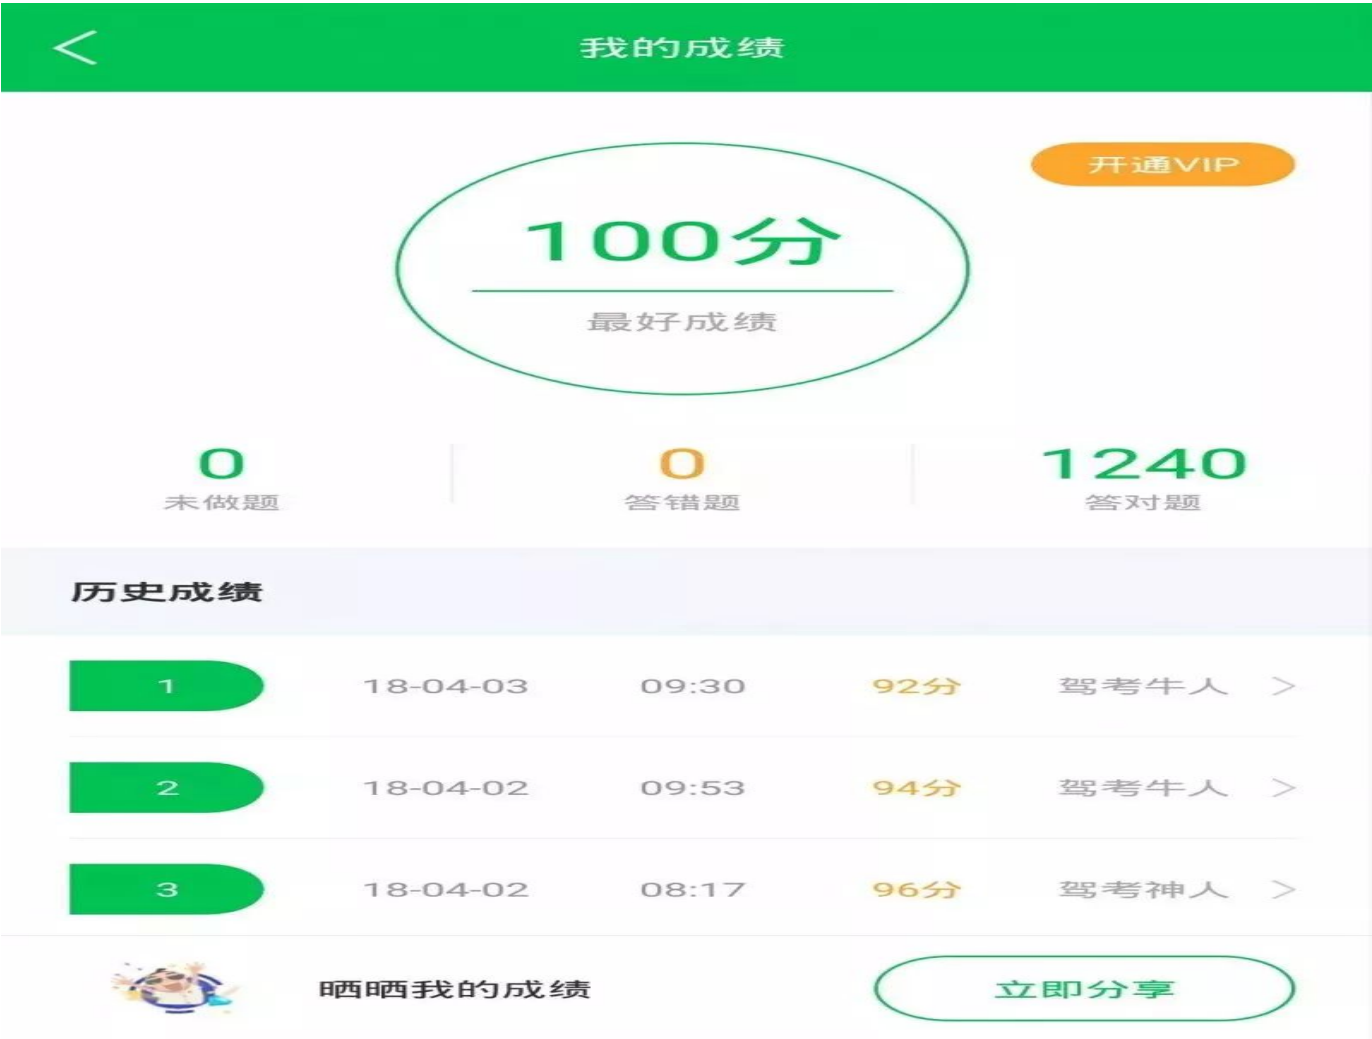 我的成绩
开通VIP
100分
最好成绩
0 0 1240
未做题 答错题 答对题
历史成绩
1 18-04-03 09:30 92分 驾考牛人
2 18-04-02 09:53 94分 驾考牛人
3 18-04-02 08:17 96分 驾考神人
晒晒我的成绩 立即分享